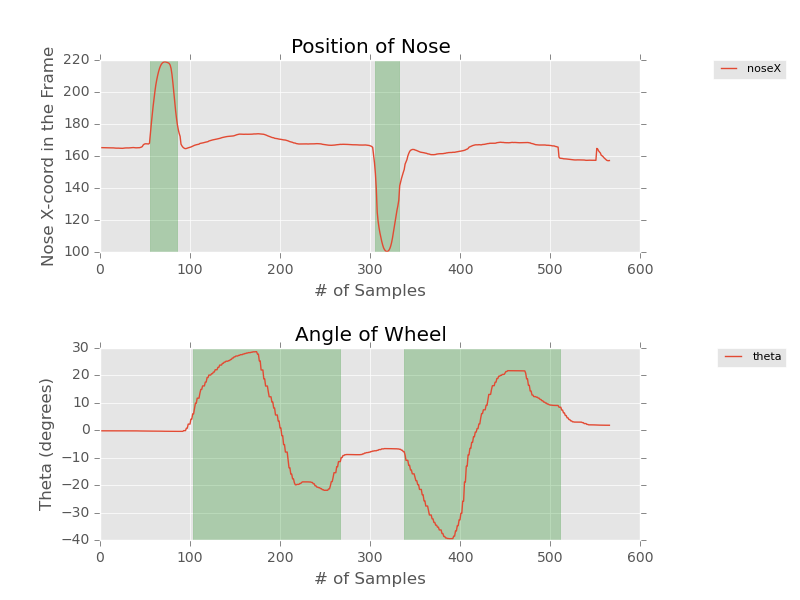 Position of Nose
Nose X-coord in the Frame
220
200
180
160
140
120
100
0 100 200 300 400 500 600
# of Samples
noseX
Angle of Wheel
Theta (degrees)
30
20
10
0
−10
−20
−30
−40
0 100 200 300 400 500 600
# of Samples
theta